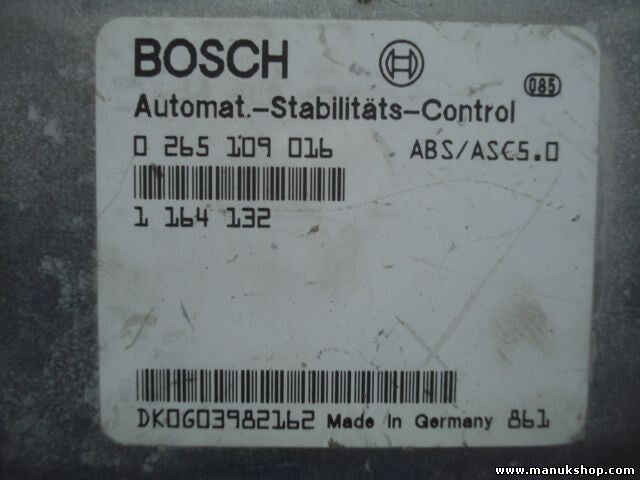 BOSCH
085
Automat.-Stabilitäts-Control
0 265 109 016 ABS/ASC5.0
1 164 132
DK0G03982162 Made In Germany 861
www.manukshop.com